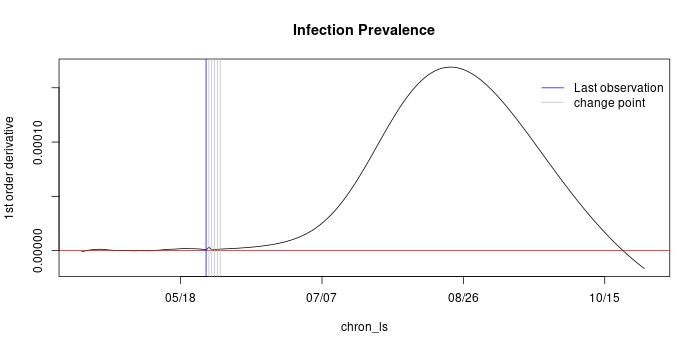 Infection Prevalence
1st order derivative
0.00010
0.00000
Last observation
change point
05/18
07/07
08/26
10/15
chron_ls